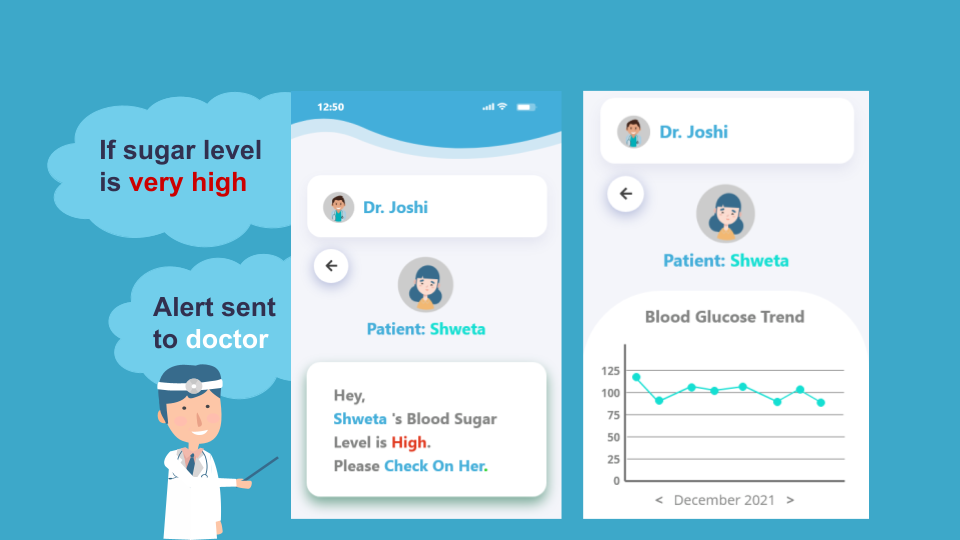 If sugar level
is very high
Alert sent
to doctor
12:50
Dr. Joshi
Patient: Shweta
Hey,
Shweta 's Blood Sugar
Level is High.
Please Check On Her.
Dr. Joshi
Patient: Shweta
Blood Glucose Trend
125
100
75
50
25
0
< December 2021 >